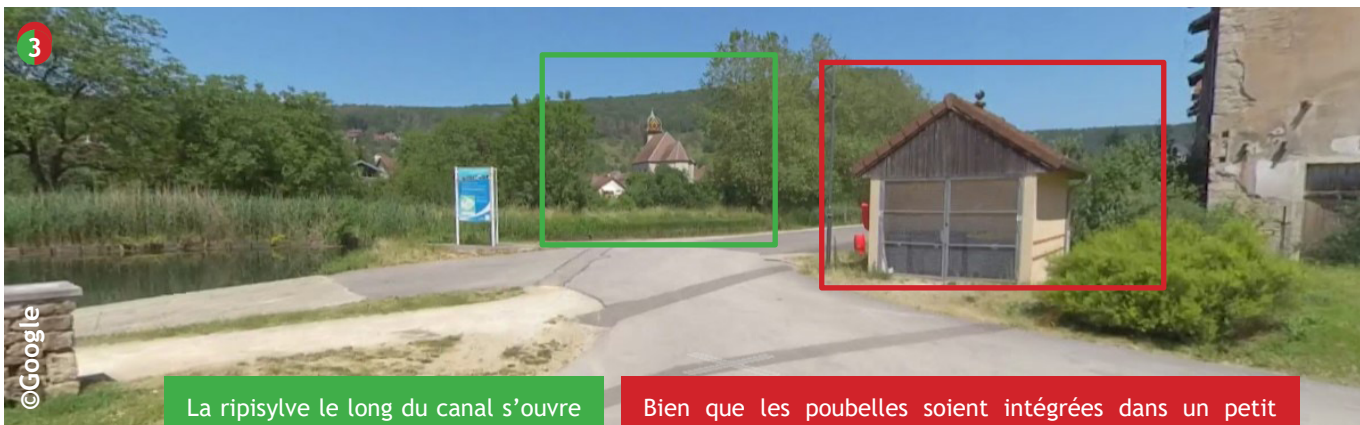 3
©Google
La ripisylve le long du canal s’ouvre
Bien que les poubelles soient intégrées dans un petit